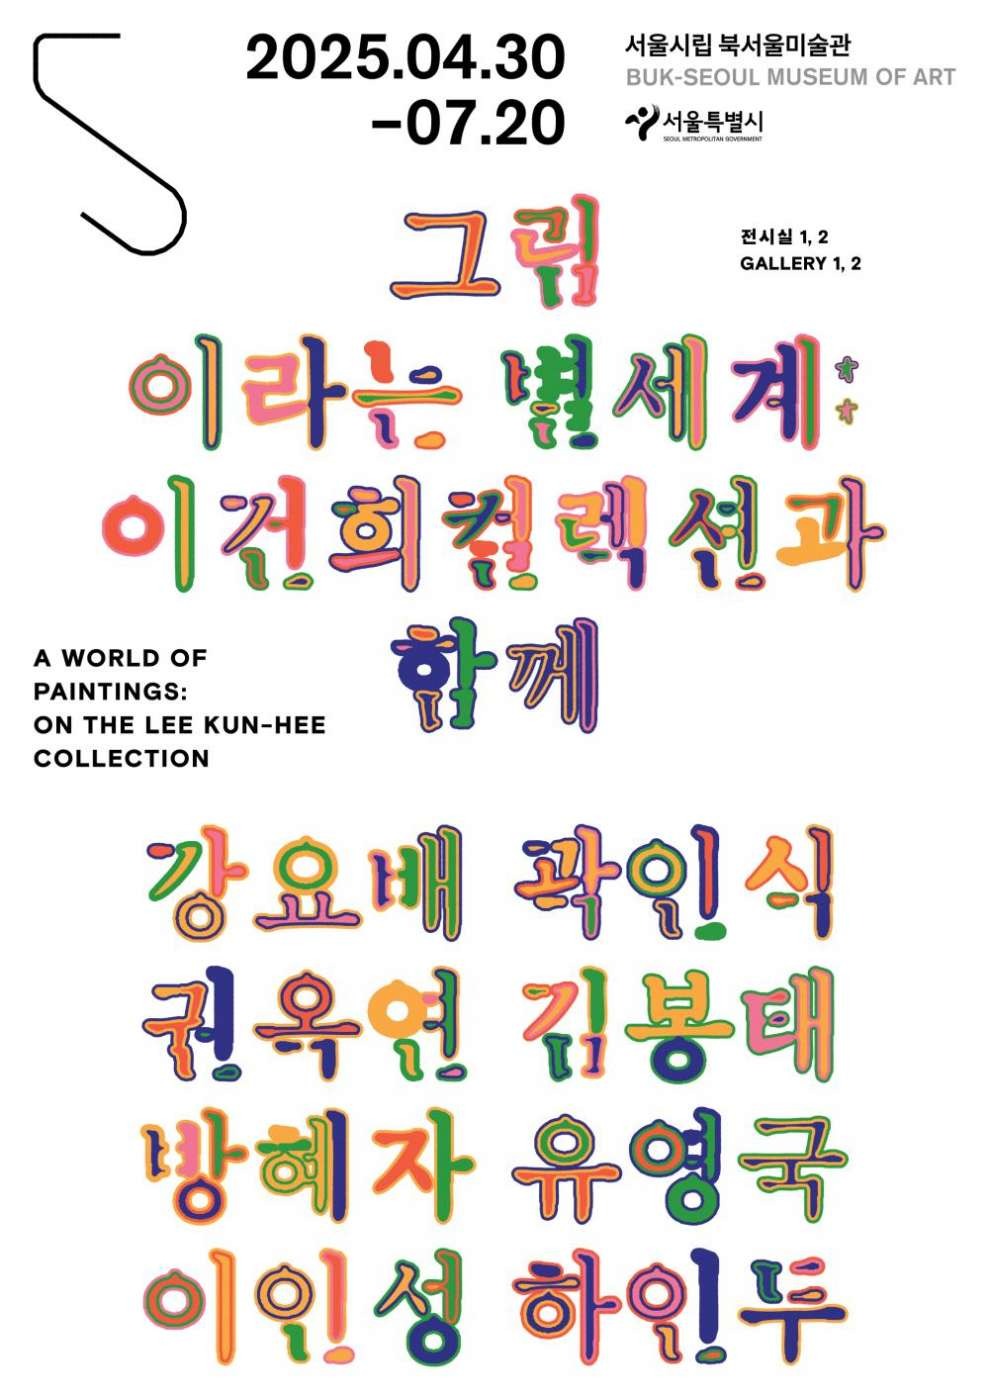 2025.04.30
-07.20
서울시립 북서울미술관
BUK-SEOUL MUSEUM OF ART
서울특별시
SEOUL METROPOLITAN GOVERNMENT
전시실 1, 2
GALLERY 1, 2
그림
이라는 별세계:
이건희컬렉션과
함께
A WORLD OF
PAINTINGS:
ON THE LEE KUN-HEE
COLLECTION
강요배 곽인식
권옥연 김봉태
방혜자 유영국
이인성 하인두